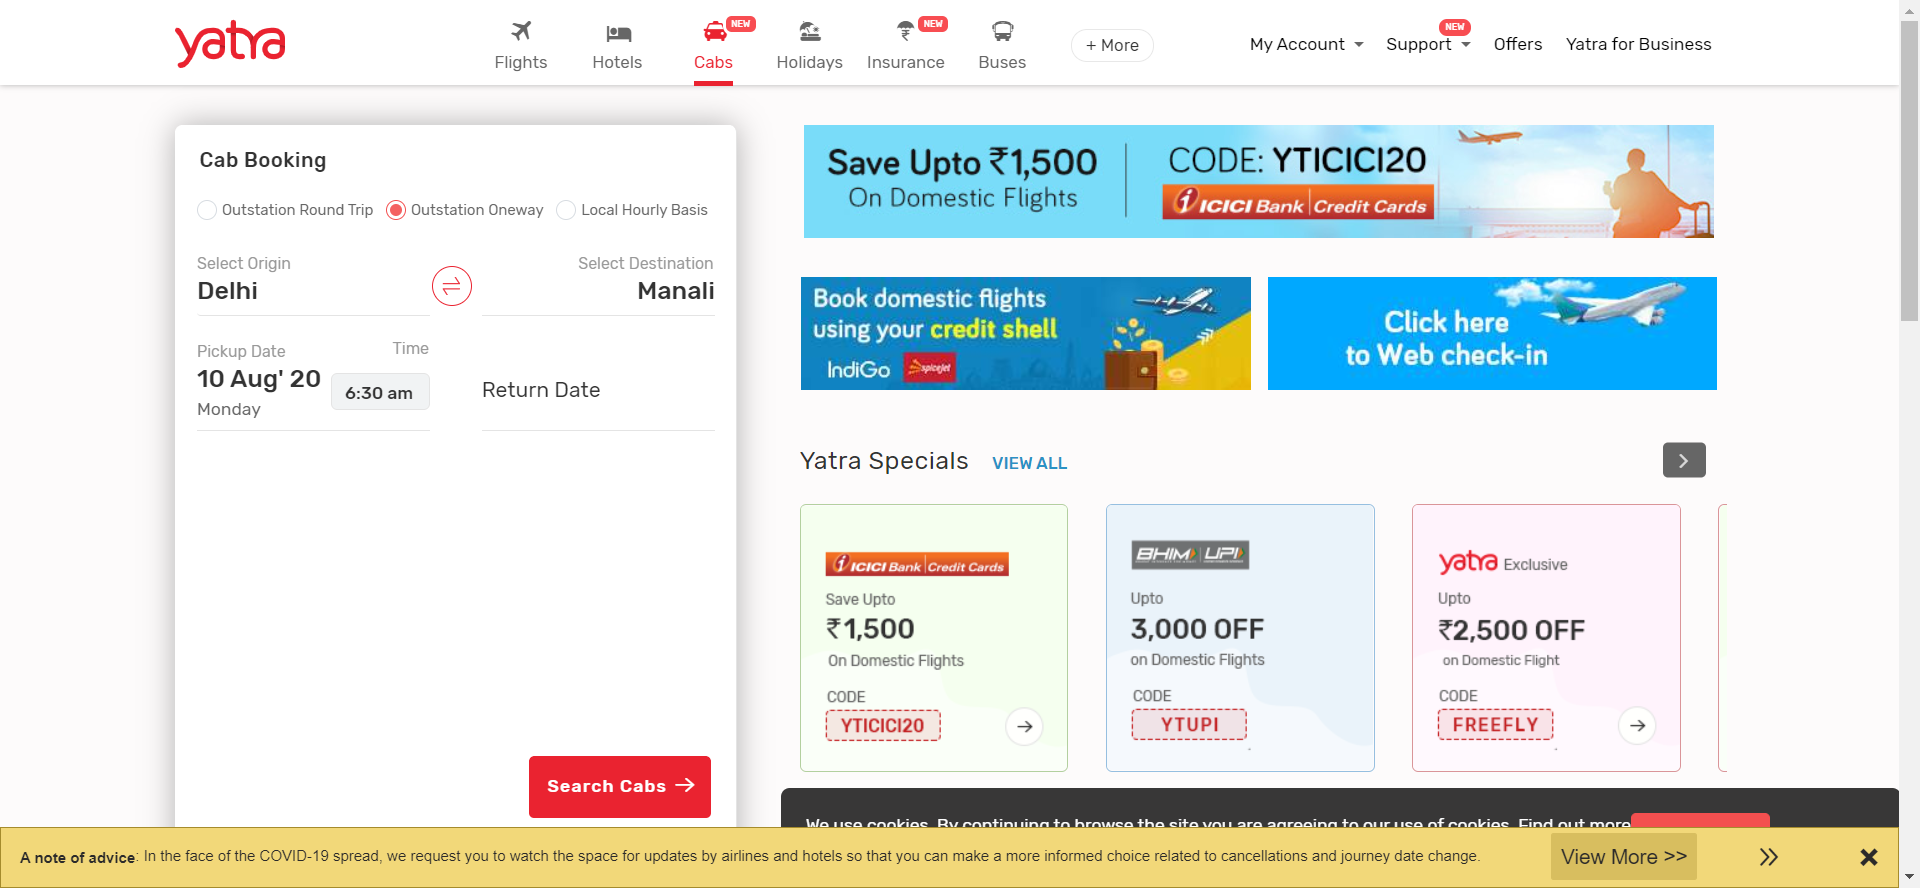 yatra
Flights
Hotels
NEW
Cabs
Holidays
NEW
Insurance
Buses
+ More
My Account
NEW
Support
Offers
Yatra for Business
Cab Booking
Outstation Round Trip
Outstation Oneway
Local Hourly Basis
Select Origin
Delhi
Select Destination
Manali
Pickup Date
10 Aug' 20
Monday
Time
6:30 am
Return Date
Search Cabs
Save Upto ₹1,500
On Domestic Flights
CODE: YTICICI20
ICICI Bank Credit Cards
Book domestic flights
using your credit shell
IndiGo spicejet
Click here
to Web check-in
Yatra Specials
VIEW ALL
ICICI Bank Credit Cards
Save Upto
₹1,500
On Domestic Flights
CODE
YTICICI20
BHIM UPI
Upto
3,000 OFF
on Domestic Flights
CODE
YTUPI
yatra Exclusive
Upto
₹2,500 OFF
on Domestic Flight
CODE
FREEFLY
We use cookies. By continuing to browse the site you are agreeing to our use of cookies. Find out more
A note of advice: In the face of the COVID-19 spread, we request you to watch the space for updates by airlines and hotels so that you can make a more informed choice related to cancellations and journey date change.
View More >>